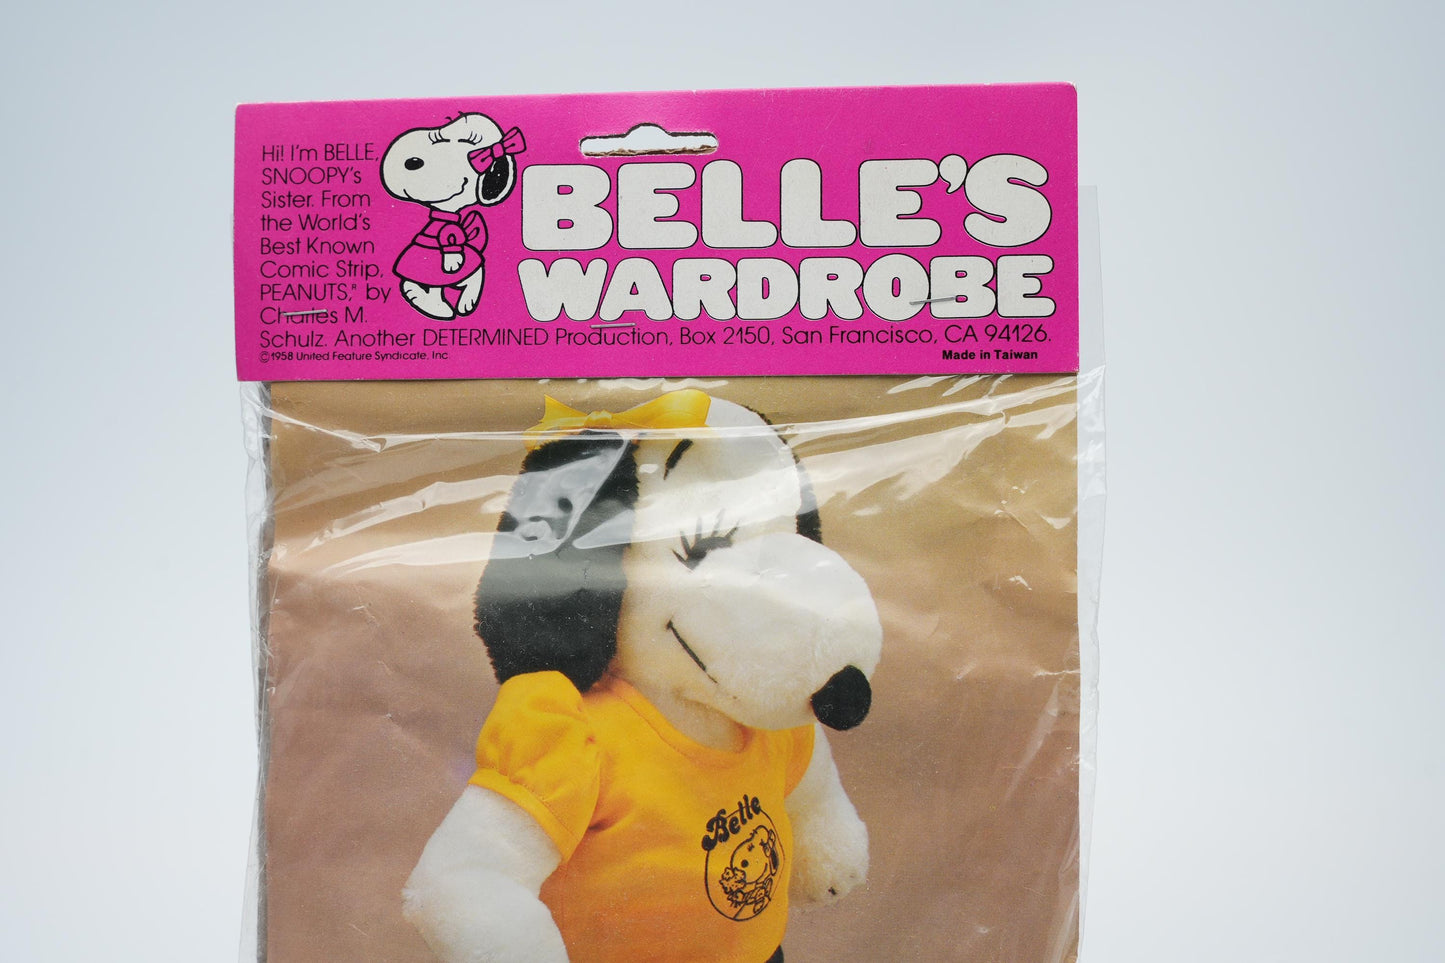 Hi! I'm BELLE,
SNOOPY's
Sister. From
the World's
Best Known
Comic Strip,
PEANUTS,® by
Charles M.
Schulz. Another DETERMINED Production, Box 2150, San Francisco, CA 94126.
©1958 United Feature Syndicate, Inc.
BELLE'S
WARDROBE
Made in Taiwan
Belle